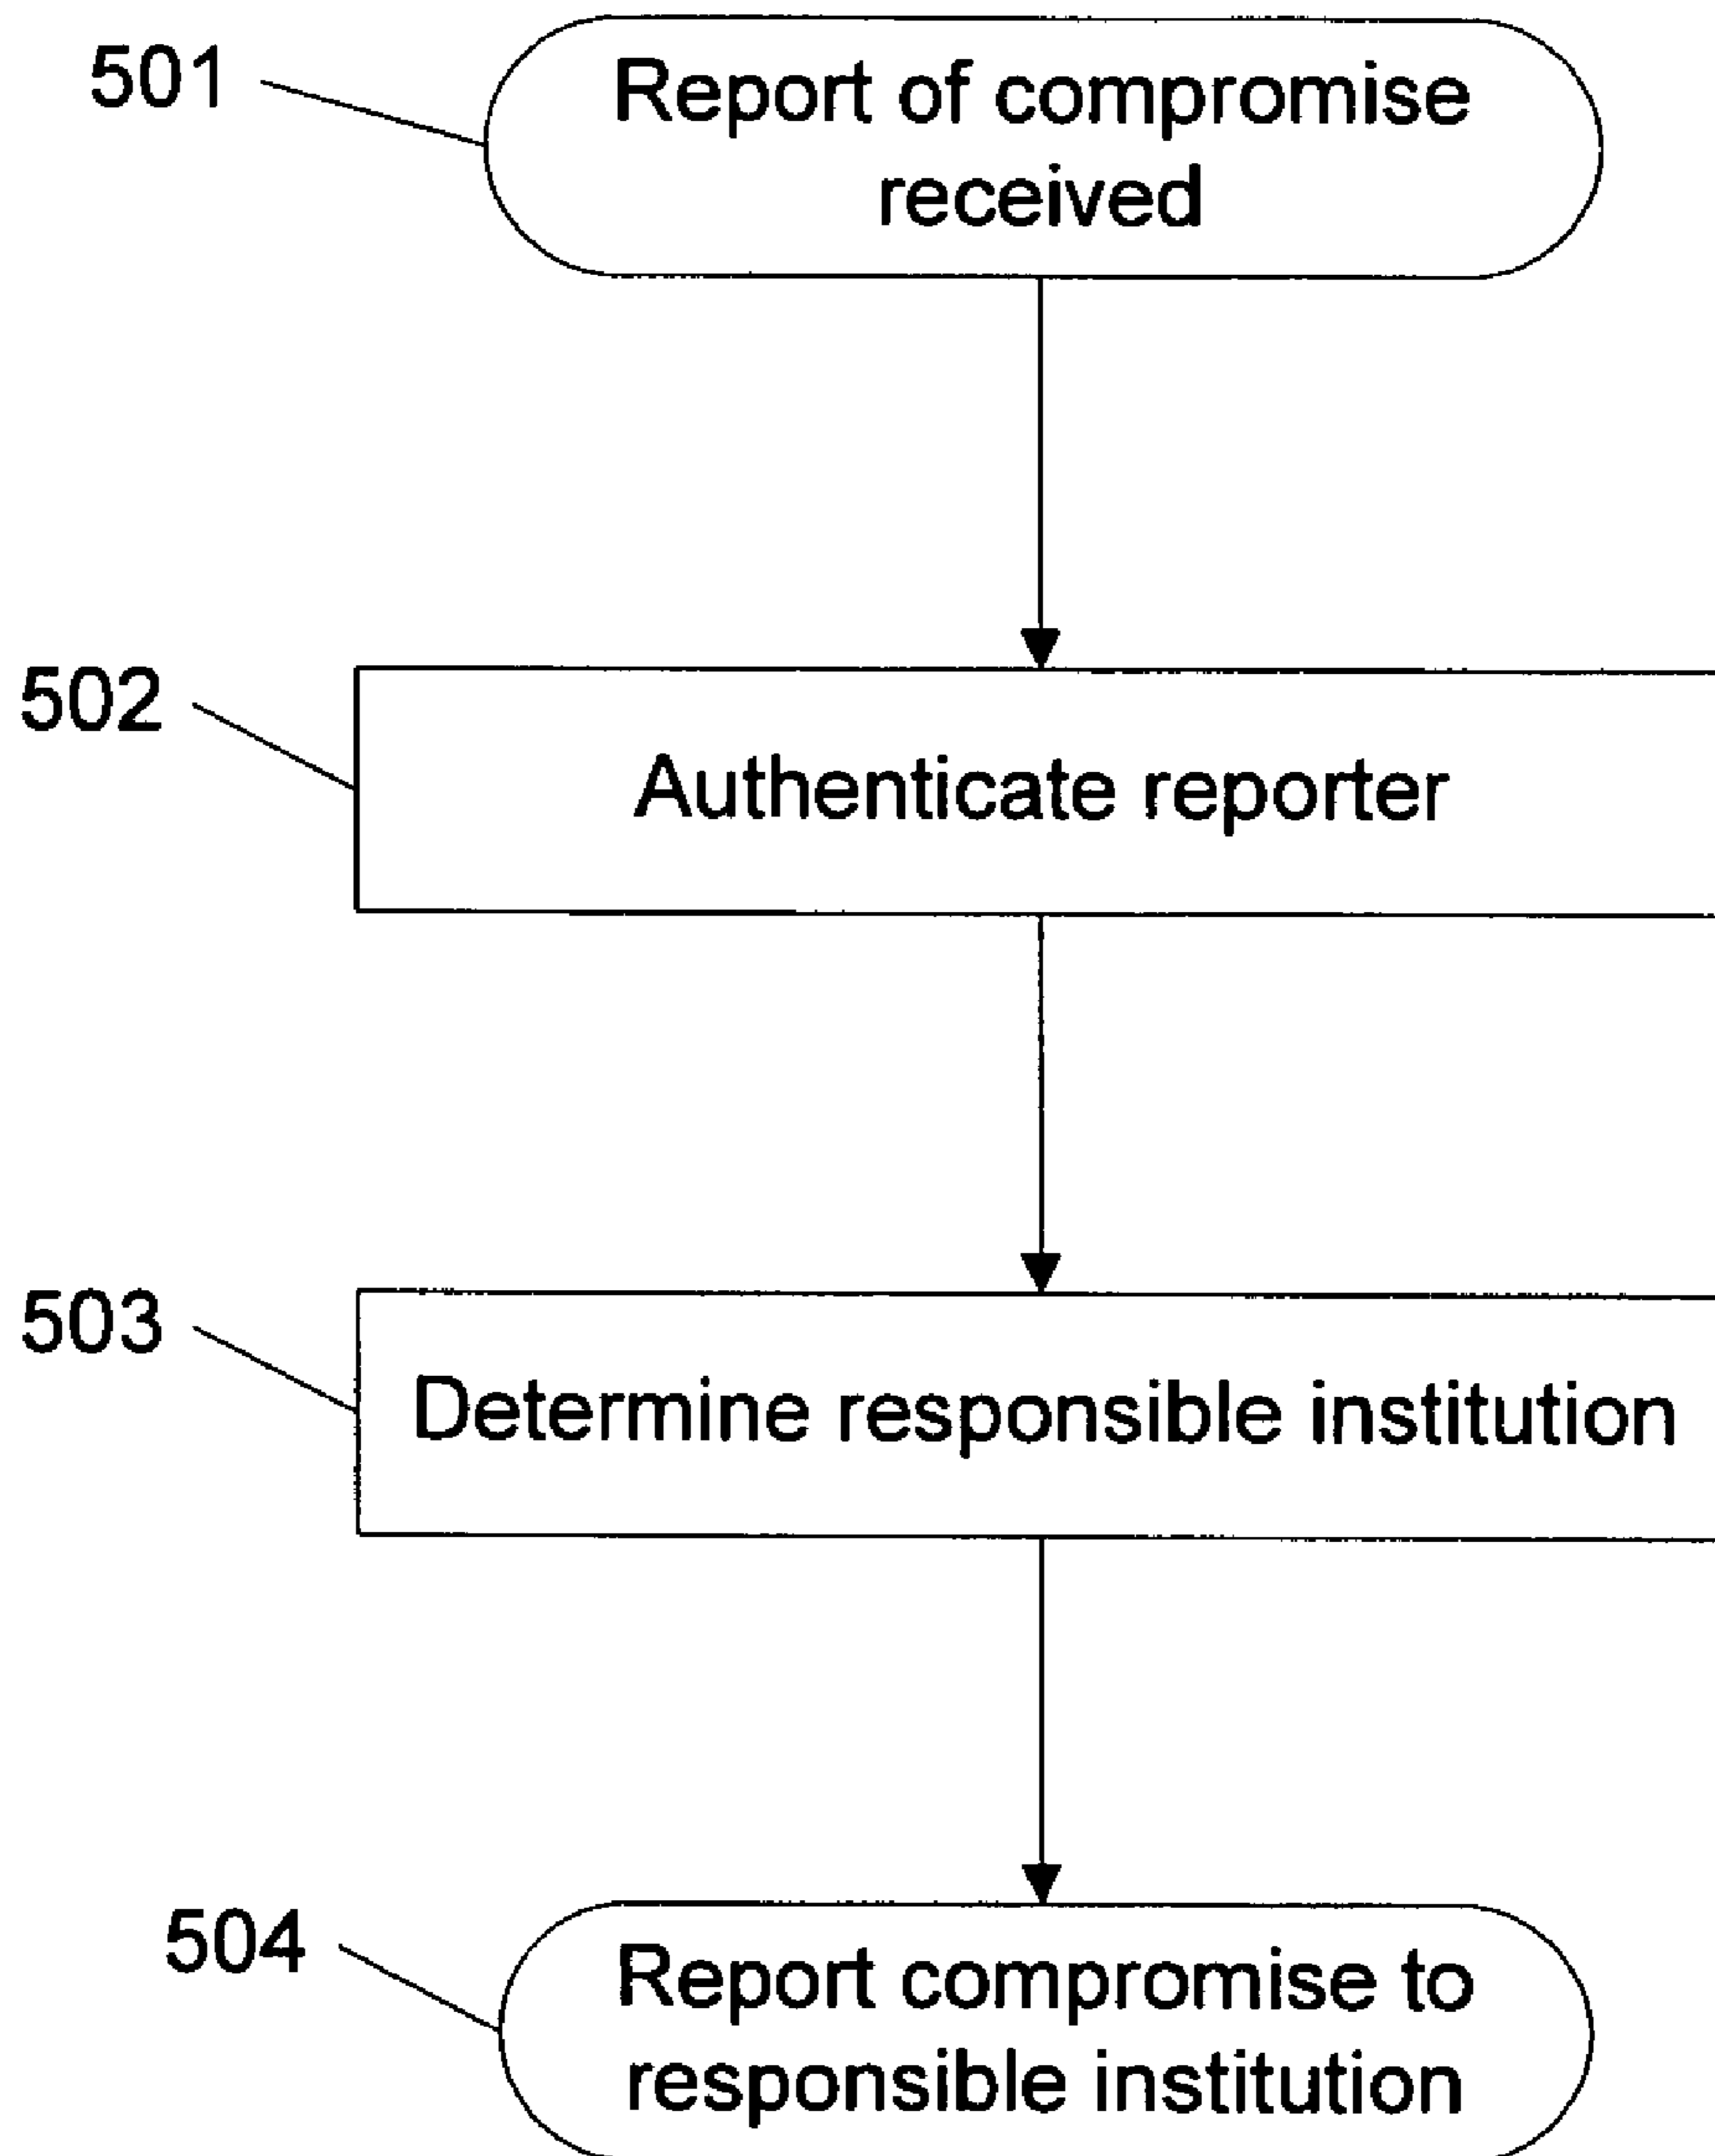 501
Report of compromise
received
502
Authenticate reporter
503
Determine responsible institution
504
Report compromise to
responsible institution